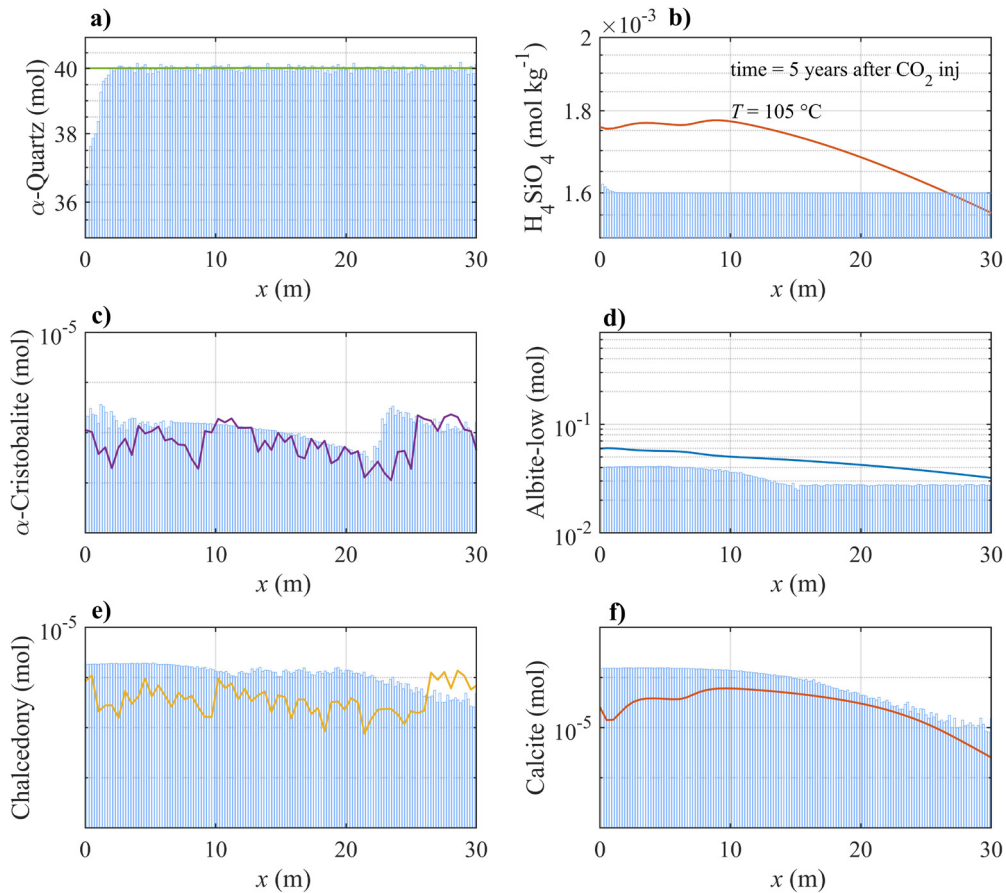 a)
α-Quartz (mol)
40
38
36
0 10 20 30
x (m)
b)
×10⁻³
H₄SiO₄ (mol kg⁻¹)
2
1.8
1.6
time = 5 years after CO₂ inj
T = 105 °C
0 10 20 30
x (m)
c)
α-Cristobalite (mol)
10⁻⁵
0 10 20 30
x (m)
d)
Albite-low (mol)
10⁻¹
10⁻²
0 10 20 30
x (m)
e)
Chalcedony (mol)
10⁻⁵
0 10 20 30
x (m)
f)
Calcite (mol)
10⁻⁵
0 10 20 30
x (m)